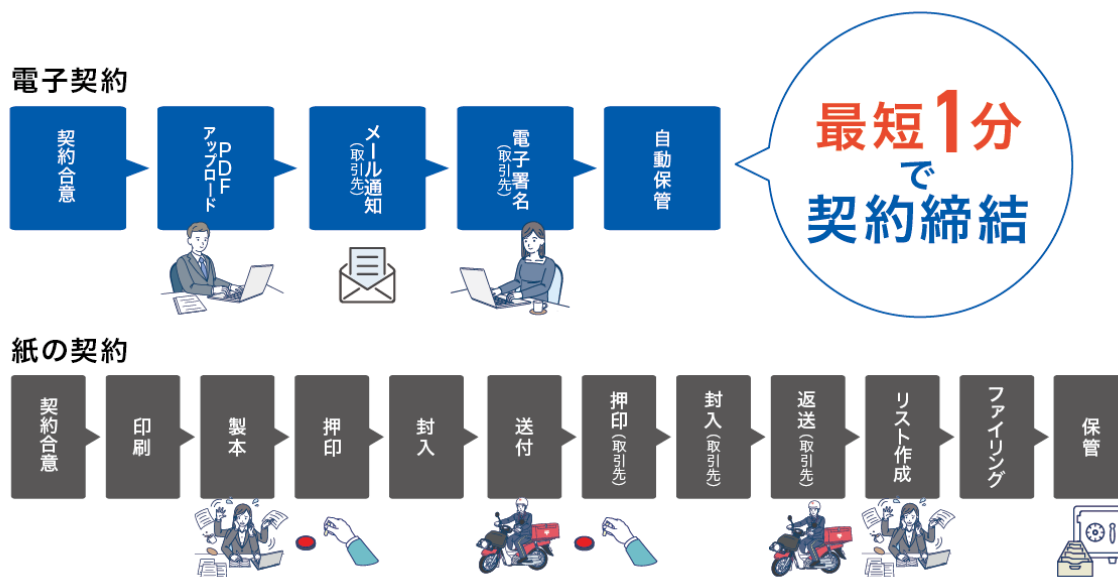 電子契約
契約合意
PDF
アップロード
メール通知
(取引先)
電子署名
(取引先)
自動保管
最短1分
で
契約締結
紙の契約
契約合意
印刷
製本
押印
封入
送付
押印(取引先)
封入(取引先)
返送(取引先)
リスト作成
ファイリング
保管